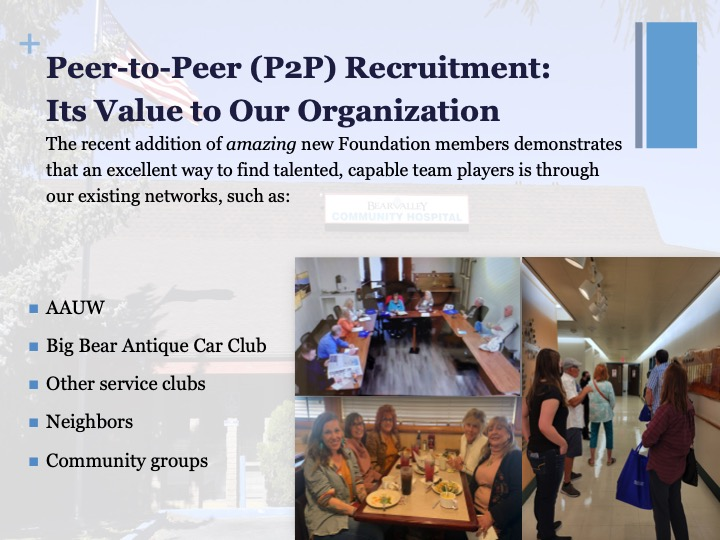 +
Peer-to-Peer (P2P) Recruitment:
Its Value to Our Organization
The recent addition of amazing new Foundation members demonstrates
that an excellent way to find talented, capable team players is through
our existing networks, such as:
BEAR VALLEY
COMMUNITY HOSPITAL
■ AAUW
■ Big Bear Antique Car Club
■ Other service clubs
■ Neighbors
■ Community groups